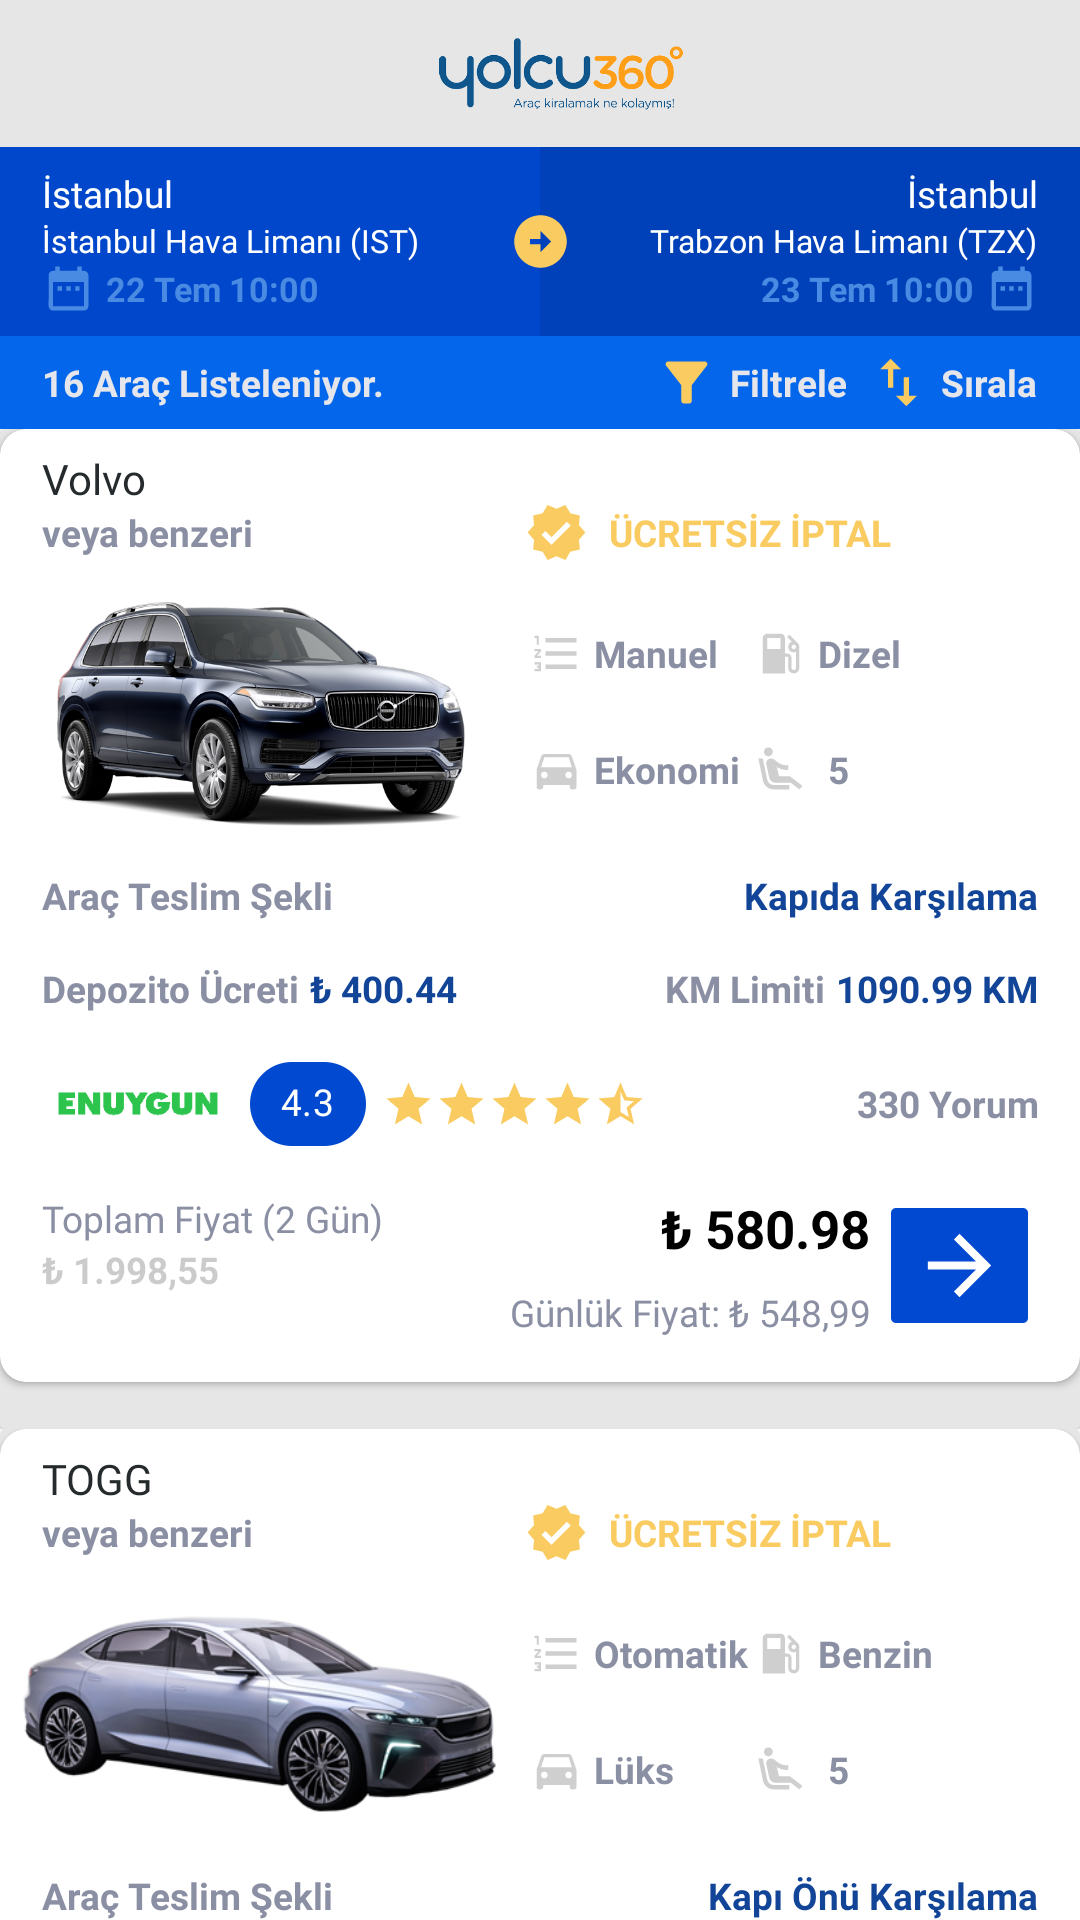 yolcu360°
Araç kiralamak ne kolaymış!
İstanbul
İstanbul Hava Limanı (IST)
22 Tem 10:00
İstanbul
Trabzon Hava Limanı (TZX)
23 Tem 10:00
16 Araç Listeleniyor.
Filtrele
Sırala
Volvo
veya benzeri
ÜCRETSİZ İPTAL
Manuel
Dizel
Ekonomi
5
Araç Teslim Şekli
Kapıda Karşılama
Depozito Ücreti ₺ 400.44
KM Limiti 1090.99 KM
ENUYGUN
4.3
330 Yorum
Toplam Fiyat (2 Gün)
₺ 1.998,55
₺ 580.98
Günlük Fiyat: ₺ 548,99
TOGG
veya benzeri
ÜCRETSİZ İPTAL
Otomatik
Benzin
Lüks
5
Araç Teslim Şekli
Kapı Önü Karşılama